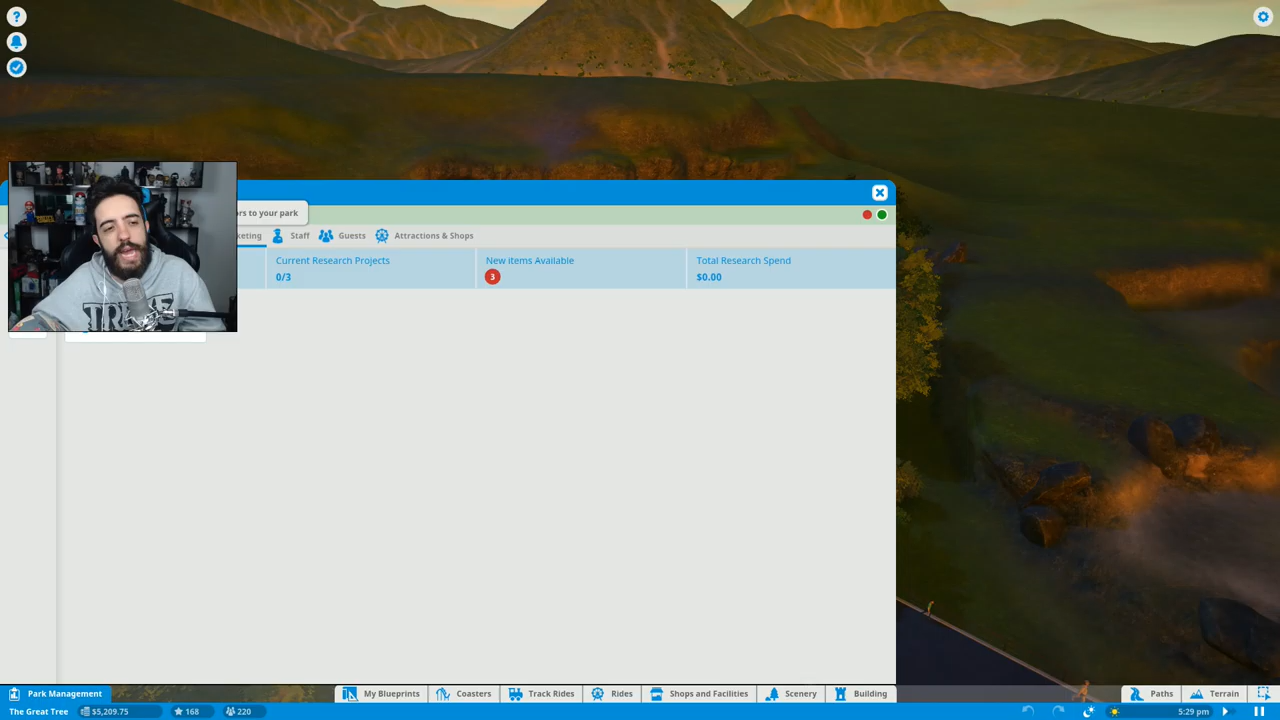 ?
ors to your park
keting
Staff
Guests
Attractions & Shops
Current Research Projects
0/3
New items Available
3
Total Research Spend
$0.00
Park Management
My Blueprints
Coasters
Track Rides
Rides
Shops and Facilities
Scenery
Building
Paths
Terrain
The Great Tree
$5,209.75
168
220
5:29 pm